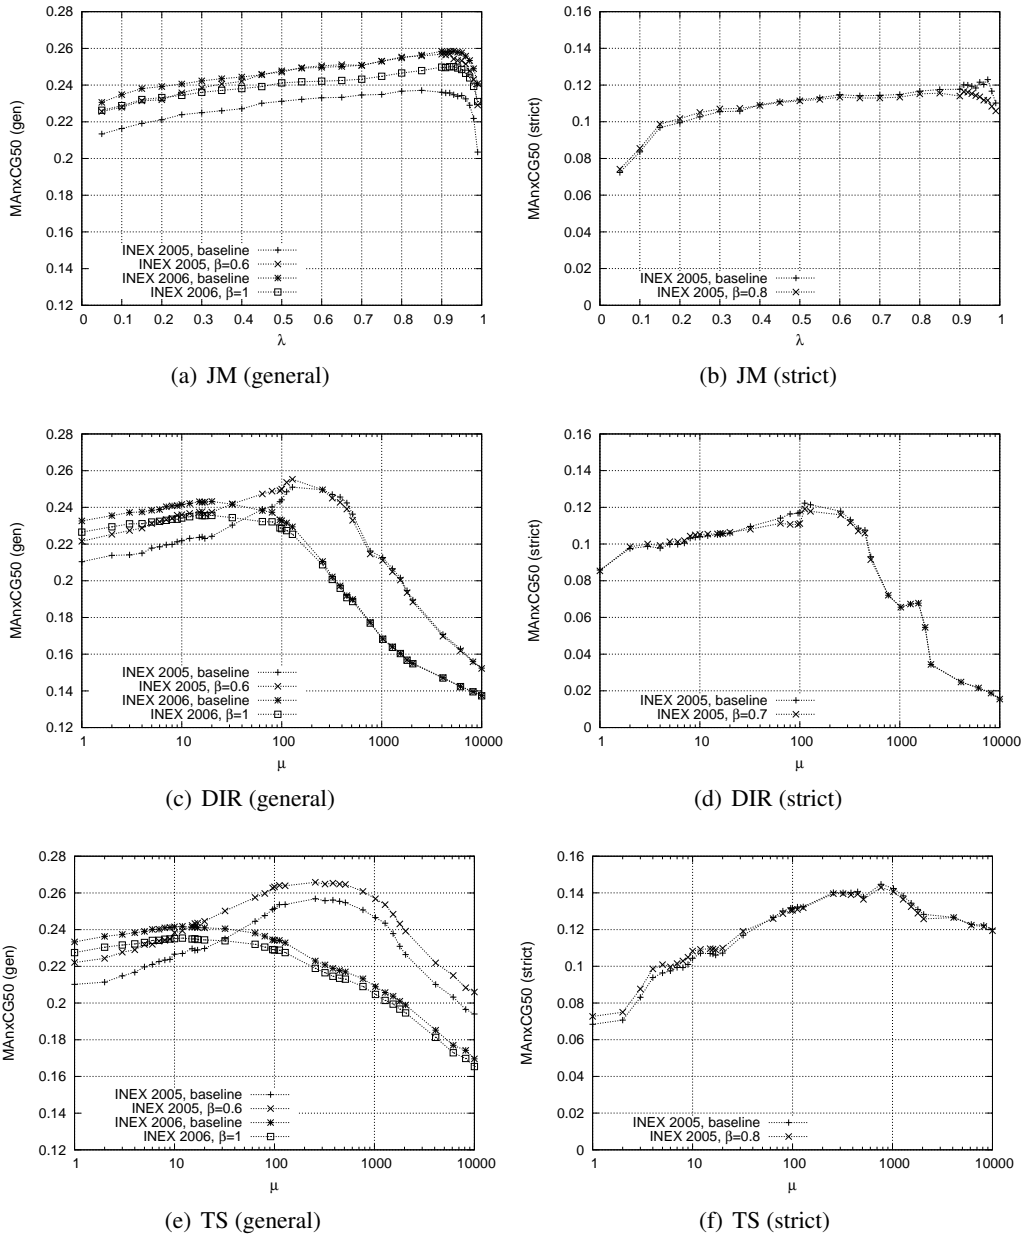 0.28
0.26
0.24
0.22
0.2
0.18
0.16
0.14
0.12
MAnxCG50 (gen)
INEX 2005, baseline
INEX 2005, β=0.6
INEX 2006, baseline
INEX 2006, β=1
0 0.1 0.2 0.3 0.4 0.5 0.6 0.7 0.8 0.9 1
λ
(a) JM (general)
0.16
0.14
0.12
0.1
0.08
0.06
0.04
0.02
0
MAnxCG50 (strict)
INEX 2005, baseline
INEX 2005, β=0.8
0 0.1 0.2 0.3 0.4 0.5 0.6 0.7 0.8 0.9 1
λ
(b) JM (strict)
0.28
0.26
0.24
0.22
0.2
0.18
0.16
0.14
0.12
MAnxCG50 (gen)
INEX 2005, baseline
INEX 2005, β=0.6
INEX 2006, baseline
INEX 2006, β=1
1 10 100 1000 10000
μ
(c) DIR (general)
0.16
0.14
0.12
0.1
0.08
0.06
0.04
0.02
0
MAnxCG50 (strict)
INEX 2005, baseline
INEX 2005, β=0.7
1 10 100 1000 10000
μ
(d) DIR (strict)
0.28
0.26
0.24
0.22
0.2
0.18
0.16
0.14
0.12
MAnxCG50 (gen)
INEX 2005, baseline
INEX 2005, β=0.6
INEX 2006, baseline
INEX 2006, β=1
1 10 100 1000 10000
μ
(e) TS (general)
0.16
0.14
0.12
0.1
0.08
0.06
0.04
0.02
0
MAnxCG50 (strict)
INEX 2005, baseline
INEX 2005, β=0.8
1 10 100 1000 10000
μ
(f) TS (strict)